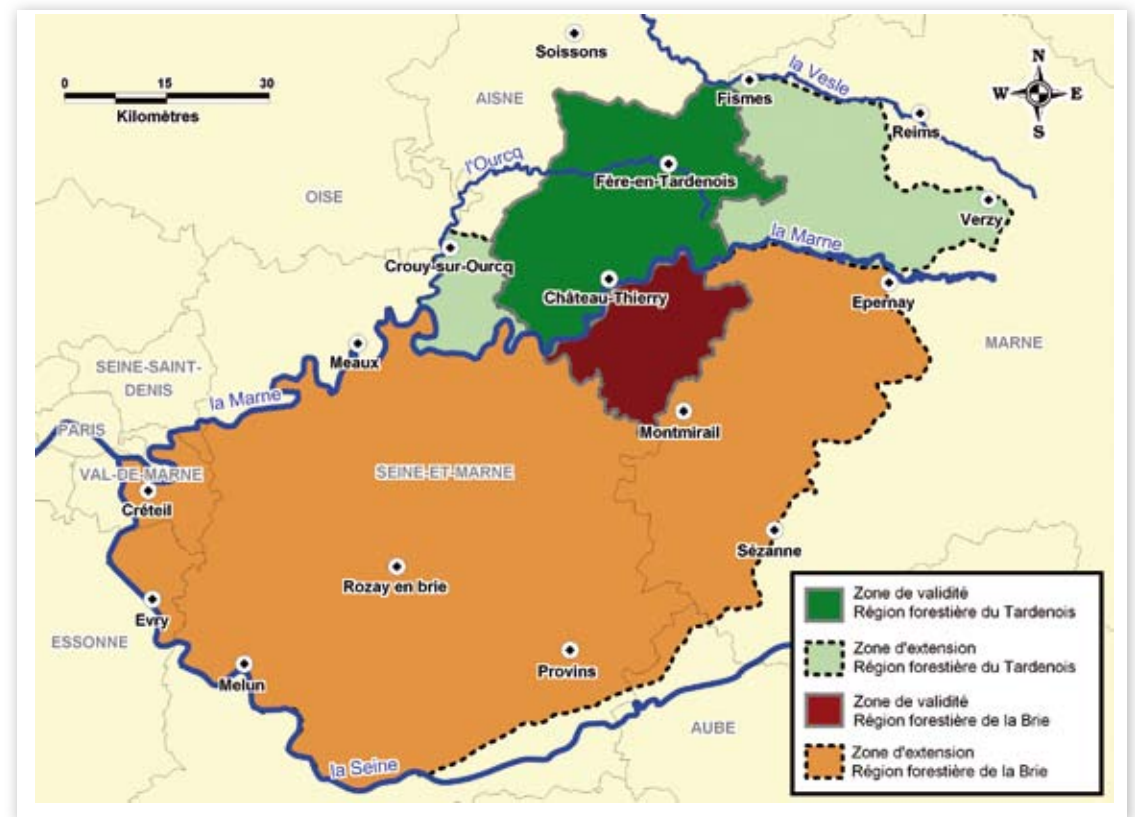 Soissons
N
la Vesle
0 15 30
Fismes
W E
AISNE
Kilomètres
Reims
S
l'Ourcq
Fère-en-Tardenois
OISE
Verzy
la Marne
Crouy-sur-Ourcq
Château-Thierry
Epernay
MARNE
Meaux
SEINE-SAINT-
DENIS
la Marne
PARIS
Montmirail
VAL-DE-MARNE
SEINE-ET-MARNE
Créteil
Sézanne
Rozay en brie
Evry
ESSONNE
Provins
Melun
AUBE
la Seine
Zone de validité
Région forestière du Tardenois
Zone d'extension
Région forestière du Tardenois
Zone de validité
Région forestière de la Brie
Zone d'extension
Région forestière de la Brie